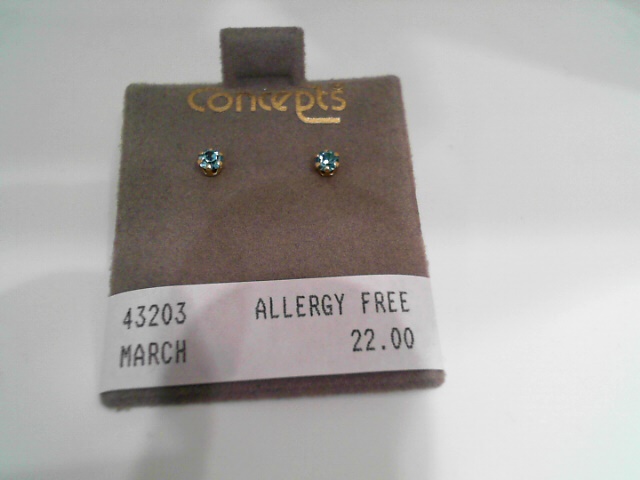 Concepts
43203 ALLERGY FREE
MARCH 22.00